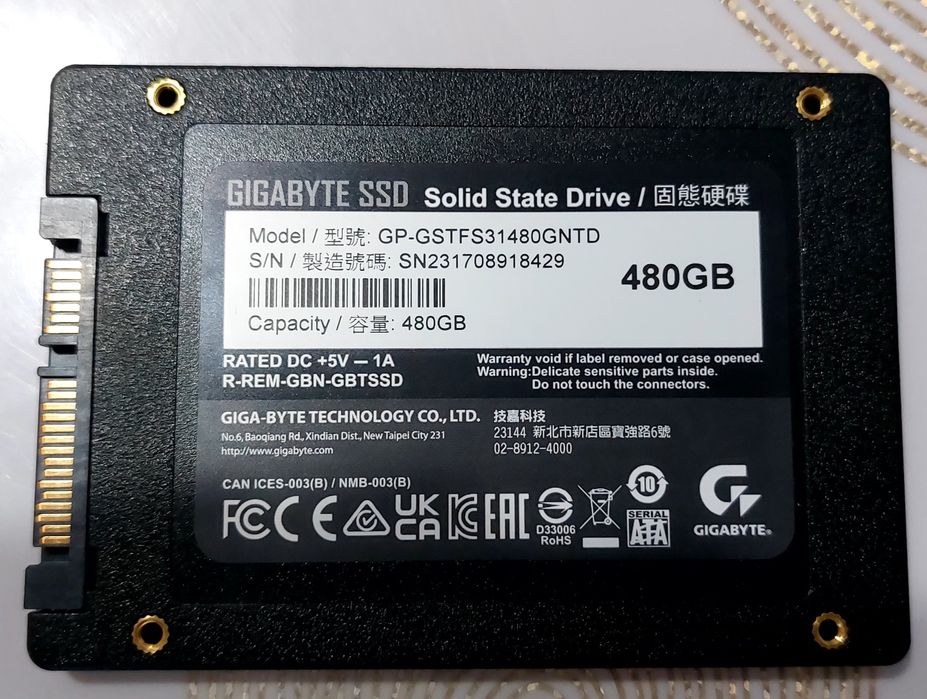 GIGABYTE SSD Solid State Drive / 固態硬碟
Model / 型號: GP-GSTFS31480GNTD
S/N / 製造號碼: SN231708918429
480GB
Capacity / 容量: 480GB
RATED DC +5V — 1A
R-REM-GBN-GBTSSD
Warranty void if label removed or case opened.
Warning:Delicate sensitive parts inside.
Do not touch the connectors.
GIGA-BYTE TECHNOLOGY CO., LTD. 技嘉科技
No.6, Baoqiang Rd., Xindian Dist., New Taipei City 231
23144 新北市新店區寶強路6號
http://www.gigabyte.com
02-8912-4000
CAN ICES-003(B) / NMB-003(B)
FC CE UKCA KC EAC
D33006
RoHS
10
SERIAL
ATA
GIGABYTE